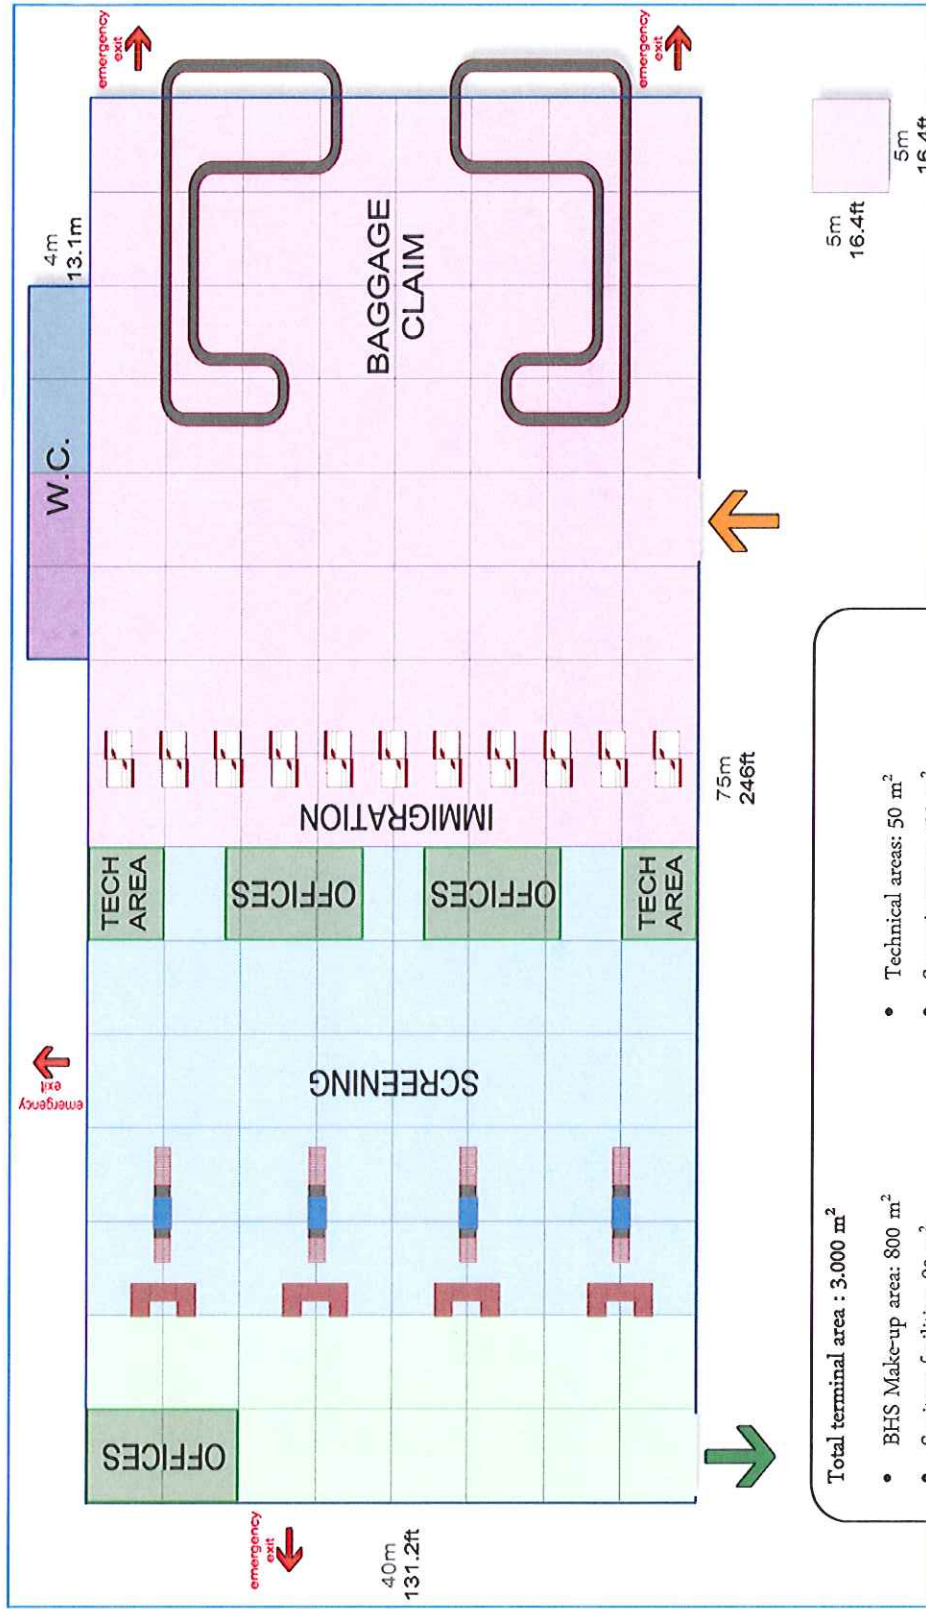 emergency
exit
W.C.
4m
13.1m
emergency
exit
OFFICES
TECH
AREA
OFFICES
OFFICES
TECH
AREA
SCREENING
IMMIGRATION
BAGGAGE
CLAIM
emergency
exit
40m
131.2ft
emergency
exit
75m
246ft
5m
16.4ft
5m
16.4ft
Total terminal area : 3.000 m²
• BHS Make-up area: 800 m²
• Technical areas: 50 m²